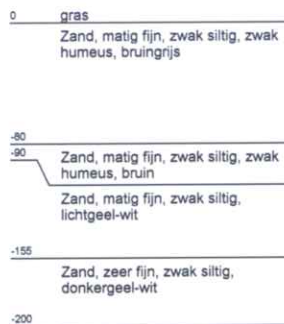 0 gras
Zand, matig fijn, zwak siltig, zwak
humeus, bruingrijs
-80
-90 Zand, matig fijn, zwak siltig, zwak
humeus, bruin
Zand, matig fijn, zwak siltig,
lichtgeel-wit
-155
Zand, zeer fijn, zwak siltig,
donkergeel-wit
-200